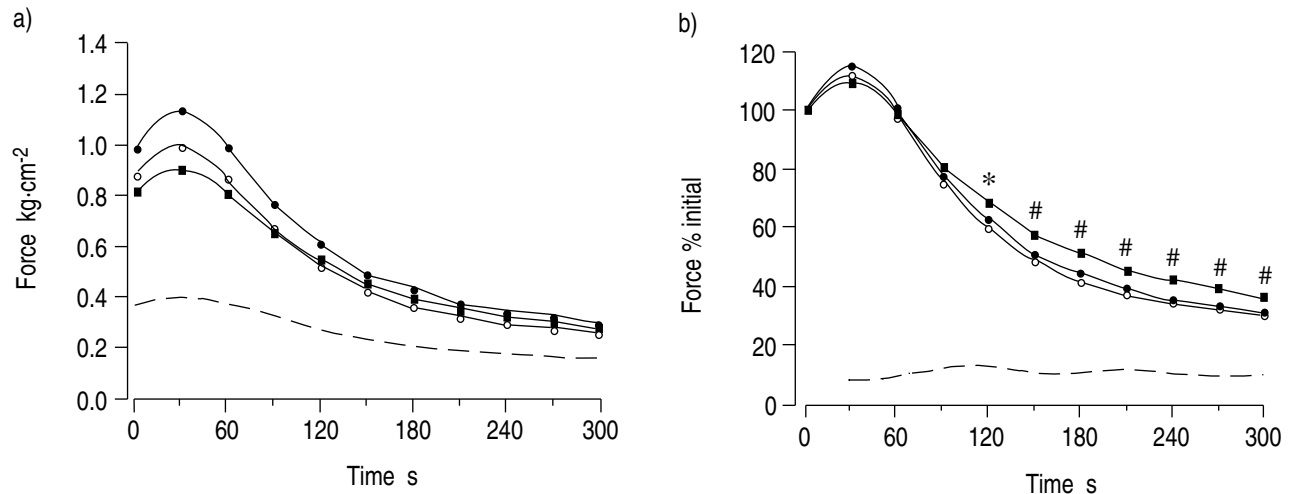 a)
1.4
1.2
1.0
0.8
0.6
0.4
0.2
0.0
Force kg·cm-2
0 60 120 180 240 300
Time s
b)
120
100
80
60
40
20
0
Force % initial
* # # # # # #
0 60 120 180 240 300
Time s